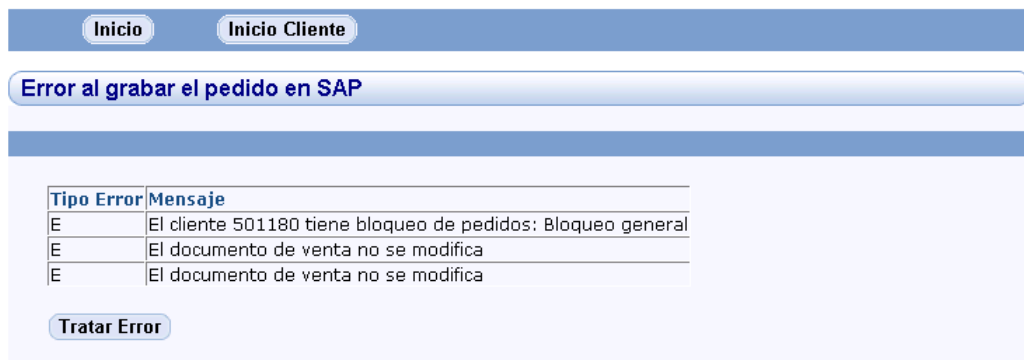 Inicio Inicio Cliente
Error al grabar el pedido en SAP
Tipo Error Mensaje
E El cliente 501180 tiene bloqueo de pedidos: Bloqueo general
E El documento de venta no se modifica
E El documento de venta no se modifica
Tratar Error